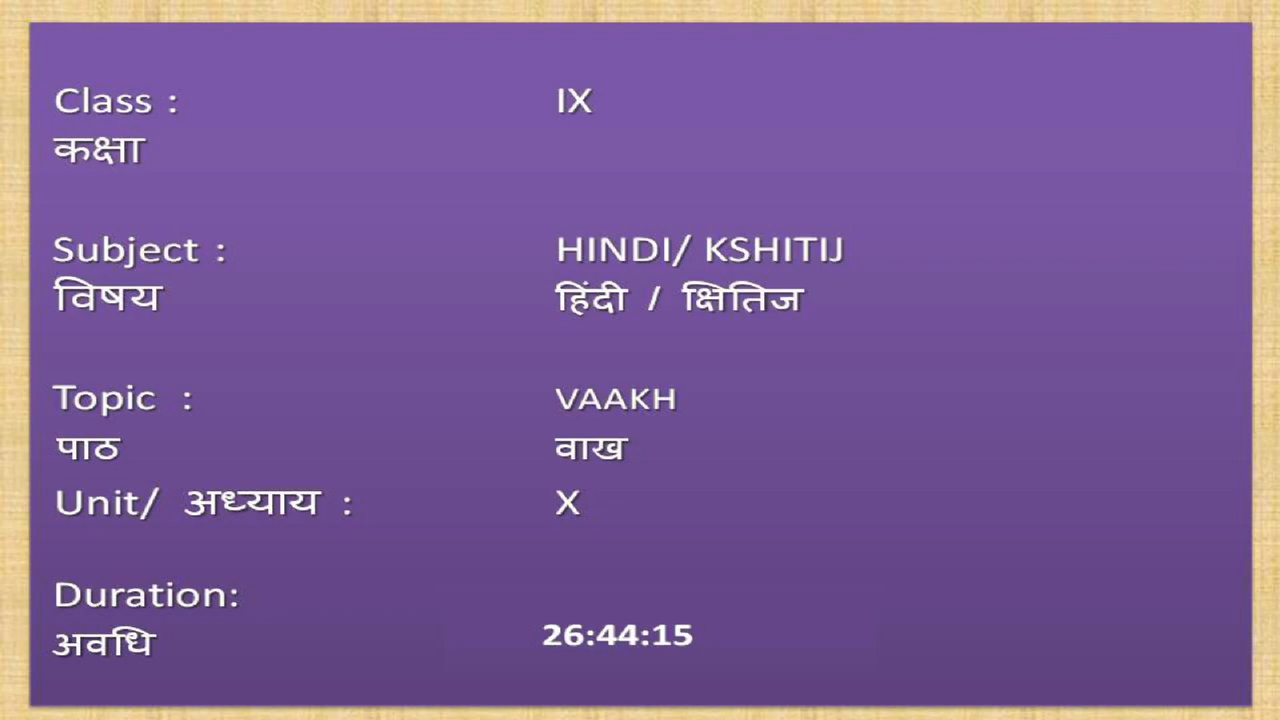 Class : IX
कक्षा
Subject : HINDI/ KSHITIJ
विषय हिंदी / क्षितिज
Topic : VAAKH
पाठ वाख
Unit/ अध्याय : X
Duration:
अवधि 26:44:15